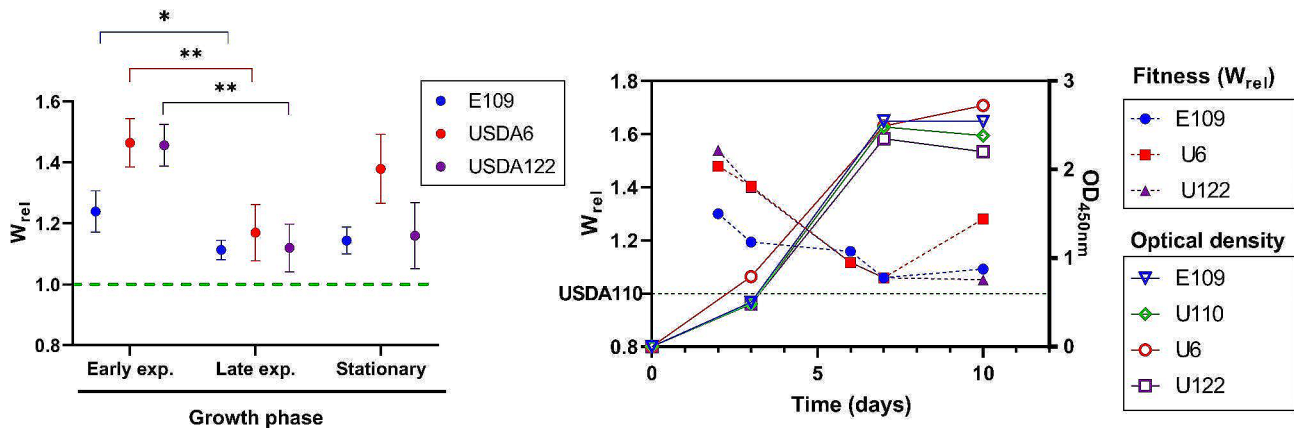 *
**
**
1.6
1.4
1.2
1.0
0.8
W_rel
Early exp. Late exp. Stationary
Growth phase
E109
USDA6
USDA122
1.8
1.6
1.4
1.2
USDA110
0.8
W_rel
0 5 10
Time (days)
3
2
1
0
OD_450nm
Fitness (W_rel)
E109
U6
U122
Optical density
E109
U110
U6
U122